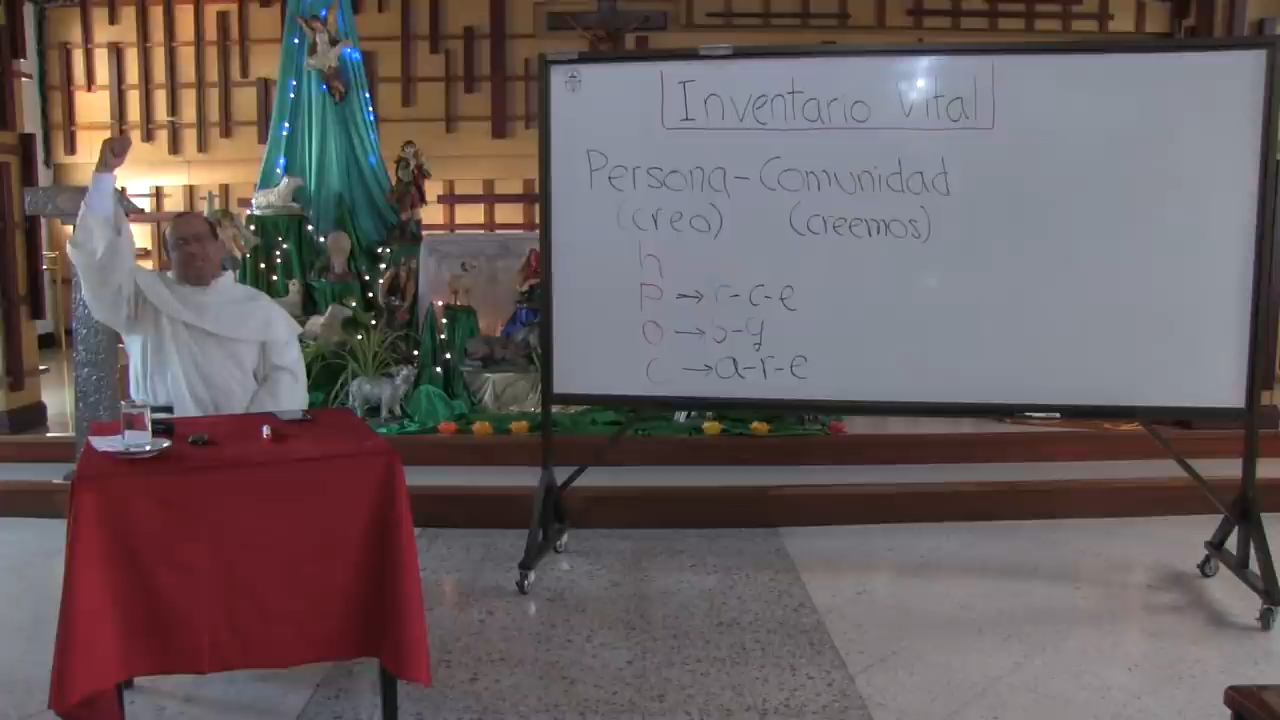 Inventario Vital
Persona-Comunidad
(creo) (creemos)
h
P → r-c-e
O → s-g
C → a-r-e